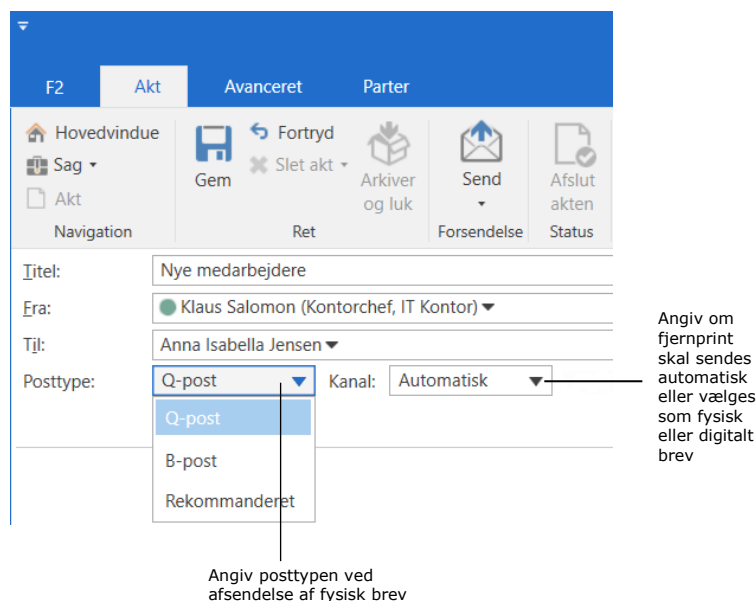 F2 Akt Avanceret Parter
Hovedvindue
Sag
Akt
Navigation
Gem
Fortryd
Slet akt
Ret
Arkiver
og luk
Send
Forsendelse
Afslut
akten
Status
Titel: Nye medarbejdere
Fra: Klaus Salomon (Kontorchef, IT Kontor)
Til: Anna Isabella Jensen
Posttype: Q-post Kanal: Automatisk
Q-post
B-post
Rekommanderet
Angiv om
fjernprint
skal sendes
automatisk
eller vælges
som fysisk
eller digitalt
brev
Angiv posttypen ved
afsendelse af fysisk brev